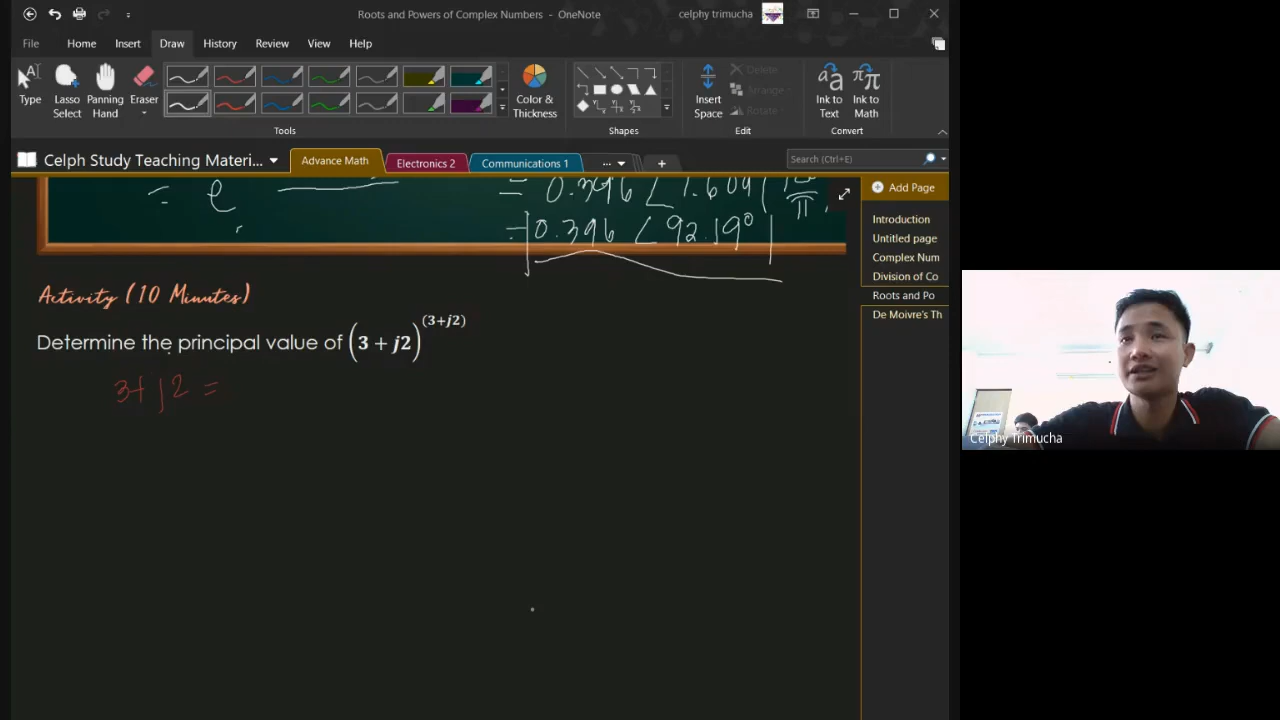 Roots and Powers of Complex Numbers - OneNote
celphy trimucha
File Home Insert Draw History Review View Help
Type
Lasso Select
Panning Hand
Eraser
Color & Thickness
Insert Space
Delete
Arrange
Rotate
Ink to Text
Ink to Math
Tools
Shapes
Edit
Convert
Celph Study Teaching Materi...
Advance Math
Electronics 2
Communications 1
...
Search (Ctrl+E)
Add Page
Introduction
Untitled page
Complex Num
Division of Co
Roots and Po
De Moivre's Th
= e
= 0.396 ∠ 1.609 (
π
= 0.396 ∠ 92.19°
Activity (10 Minutes)
Determine the principal value of (3 + j2)^(3+j2)
3+ j2 =
Celphy Trimucha